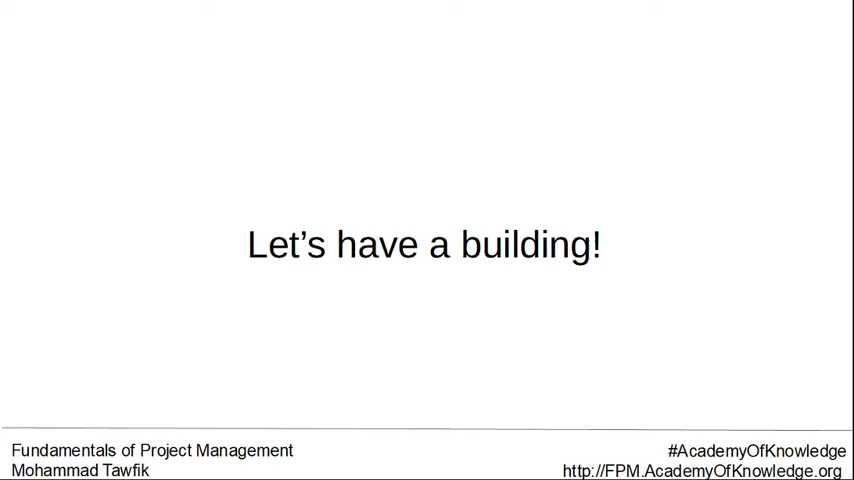 Let’s have a building!
Fundamentals of Project Management
Mohammad Tawfik
#AcademyOfKnowledge
http://FPM.AcademyOfKnowledge.org